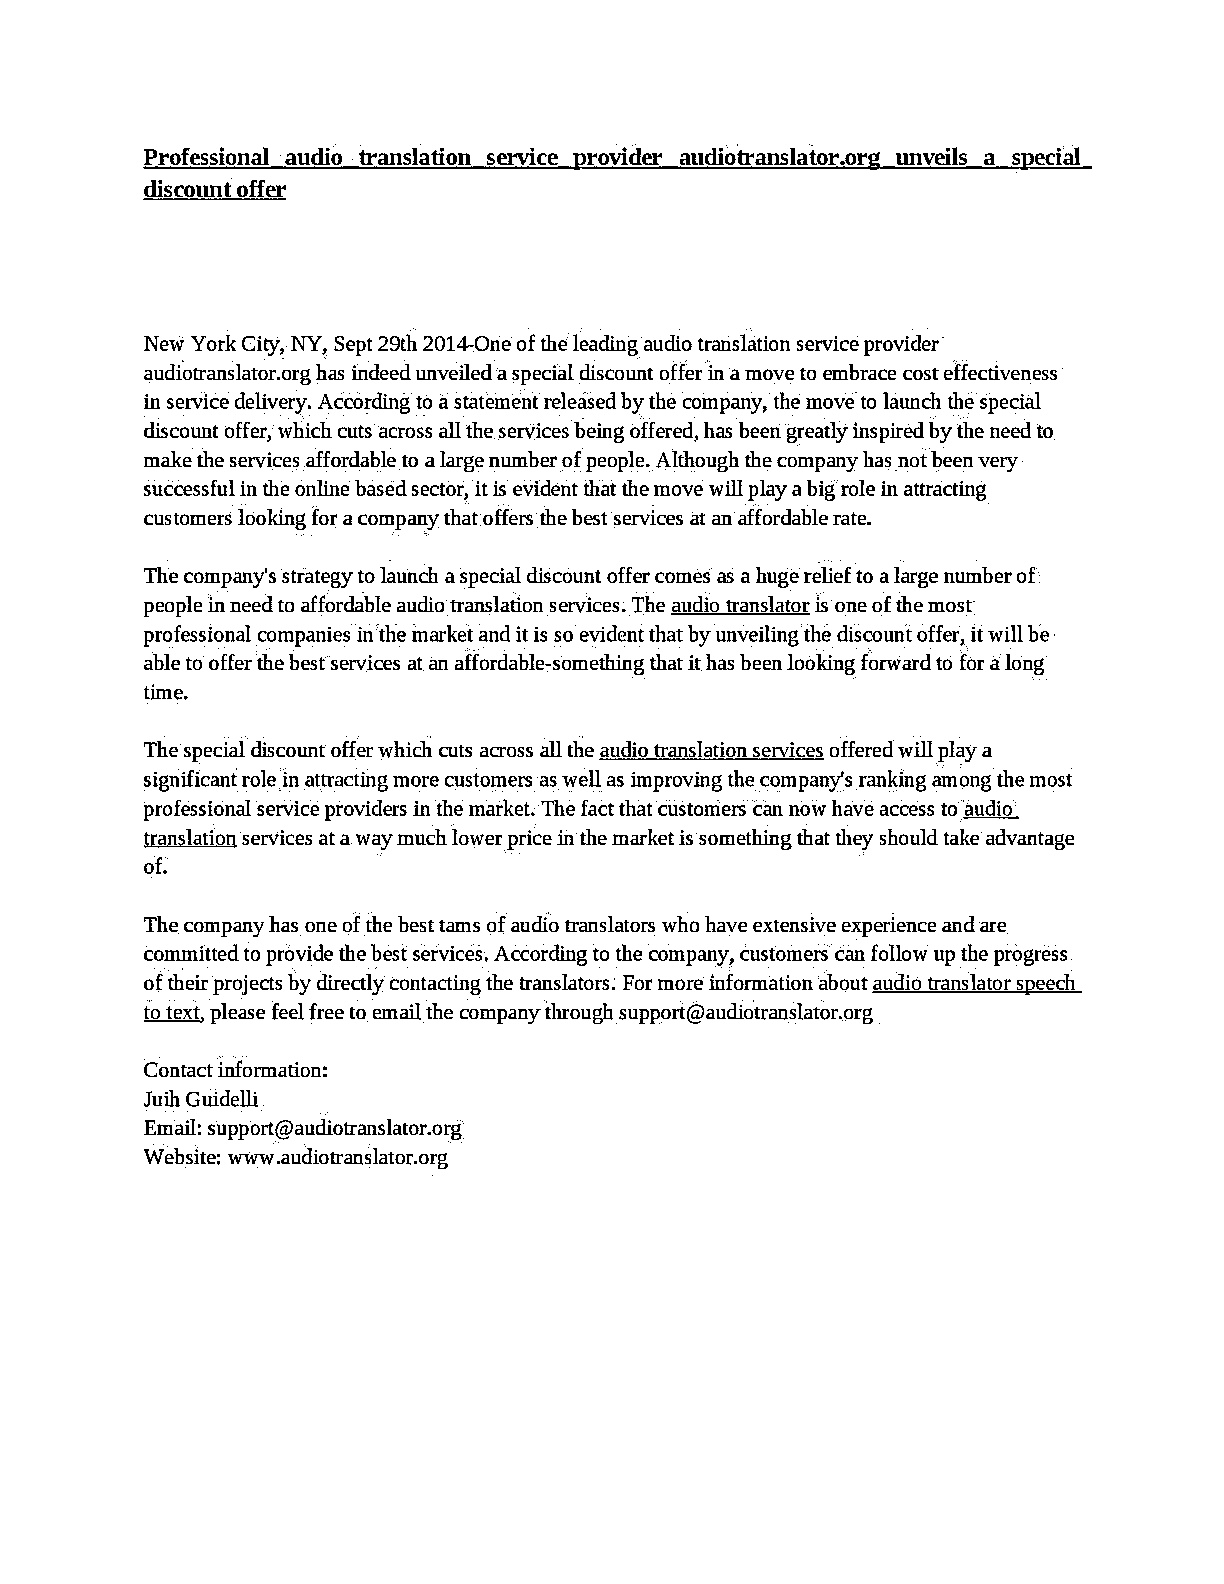 Professional audio translation service provider audiotranslator.org unveils a special
discount offer
New York City, NY, Sept 29th 2014-One of the leading audio translation service provider
audiotranslator.org has indeed unveiled a special discount offer in a move to embrace cost effectiveness
in service delivery. According to a statement released by the company, the move to launch the special
discount offer, which cuts across all the services being offered, has been greatly inspired by the need to
make the services affordable to a large number of people. Although the company has not been very
successful in the online based sector, it is evident that the move will play a big role in attracting
customers looking for a company that offers the best services at an affordable rate.
The company's strategy to launch a special discount offer comes as a huge relief to a large number of
people in need to affordable audio translation services. The audio translator is one of the most
professional companies in the market and it is so evident that by unveiling the discount offer, it will be
able to offer the best services at an affordable-something that it has been looking forward to for a long
time.
The special discount offer which cuts across all the audio translation services offered will play a
significant role in attracting more customers as well as improving the company's ranking among the most
professional service providers in the market. The fact that customers can now have access to audio
translation services at a way much lower price in the market is something that they should take advantage
of.
The company has one of the best tams of audio translators who have extensive experience and are
committed to provide the best services. According to the company, customers can follow up the progress
of their projects by directly contacting the translators. For more information about audio translator speech
to text, please feel free to email the company through support@audiotranslator.org
Contact information:
Juih Guidelli
Email: support@audiotranslator.org
Website: www.audiotranslator.org